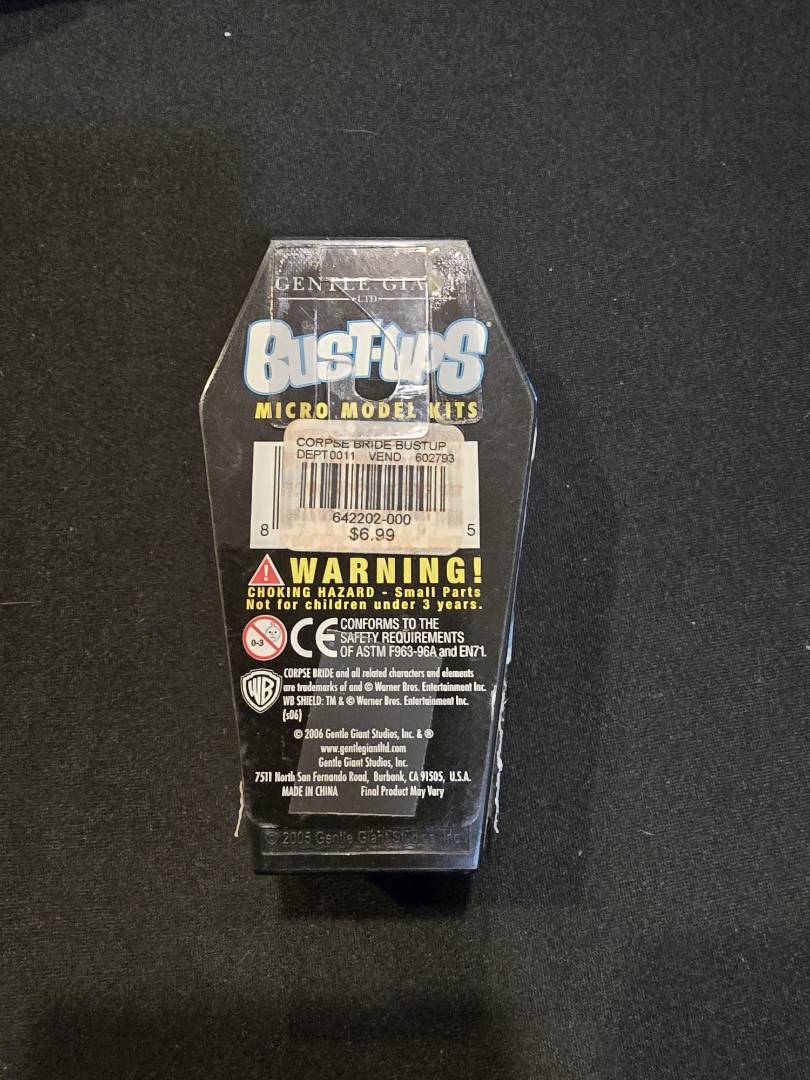 GENTLE GIANT
LTD
BUST-UPS®
MICRO MODEL KITS
CORPSE BRIDE BUSTUP
DEPT0011 VEND 602793
642202-000
8 5
$6.99
WARNING!
CHOKING HAZARD - Small Parts
Not for children under 3 years.
0-3 CE CONFORMS TO THE
SAFETY REQUIREMENTS
OF ASTM F963-96A and EN71.
WB CORPSE BRIDE and all related characters and elements
are trademarks of and © Warner Bros. Entertainment Inc.
WB SHIELD: TM & © Warner Bros. Entertainment Inc.
(s06)
© 2006 Gentle Giant Studios, Inc. & ®
www.gentlegiantltd.com
Gentle Giant Studios, Inc.
7511 North San Fernando Road, Burbank, CA 91505, U.S.A.
MADE IN CHINA Final Product May Vary
© 2005 Gentle Giant Studios, Inc.